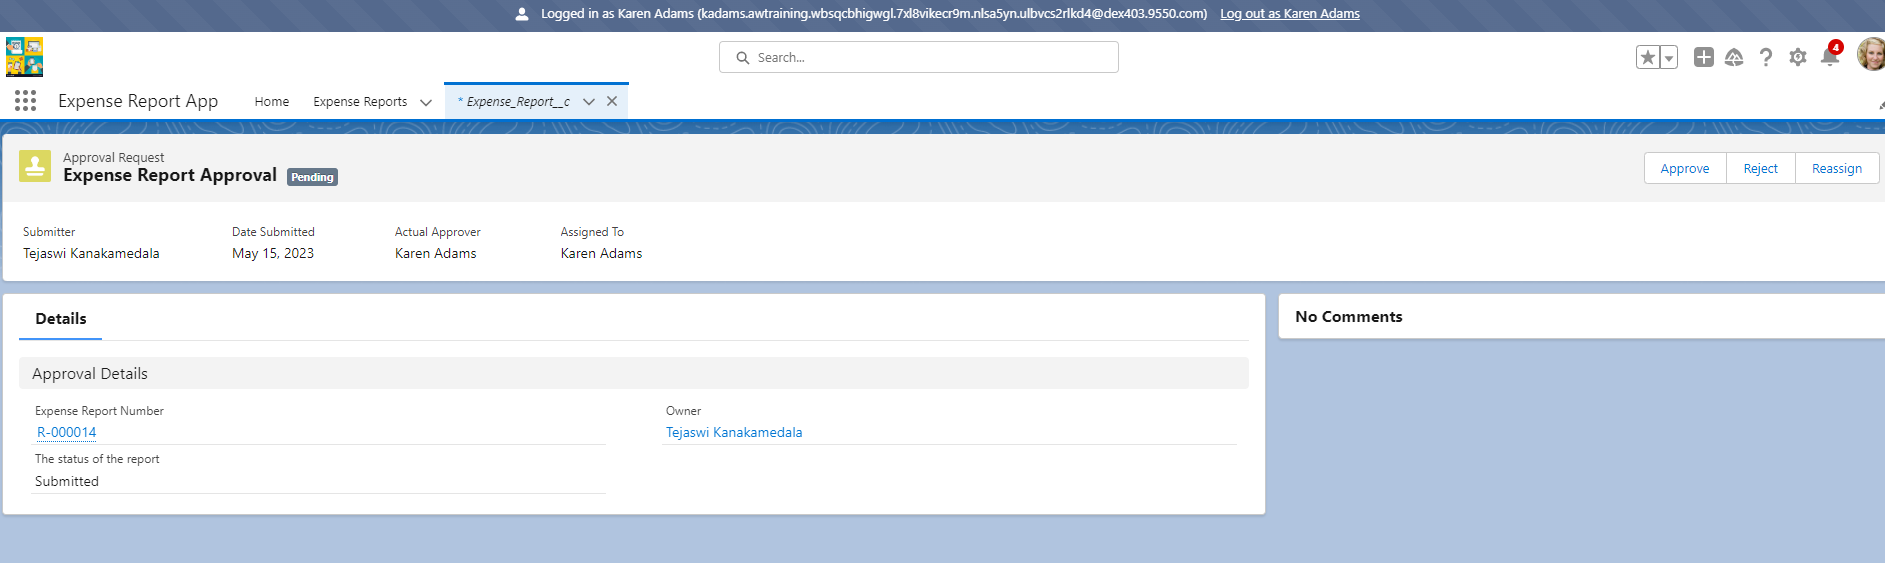 Logged in as Karen Adams (kadams.awtraining.wbsqcbhigwgl.7xl8vikecr9m.nlsa5yn.ulbvcs2rlkd4@dex403.9550.com) Log out as Karen Adams
Search...
4
Expense Report App Home Expense Reports * Expense_Report__c
Approval Request
Expense Report Approval Pending
Approve Reject Reassign
Submitter Date Submitted Actual Approver Assigned To
Tejaswi Kanakamedala May 15, 2023 Karen Adams Karen Adams
Details
No Comments
Approval Details
Expense Report Number Owner
R-000014 Tejaswi Kanakamedala
The status of the report
Submitted